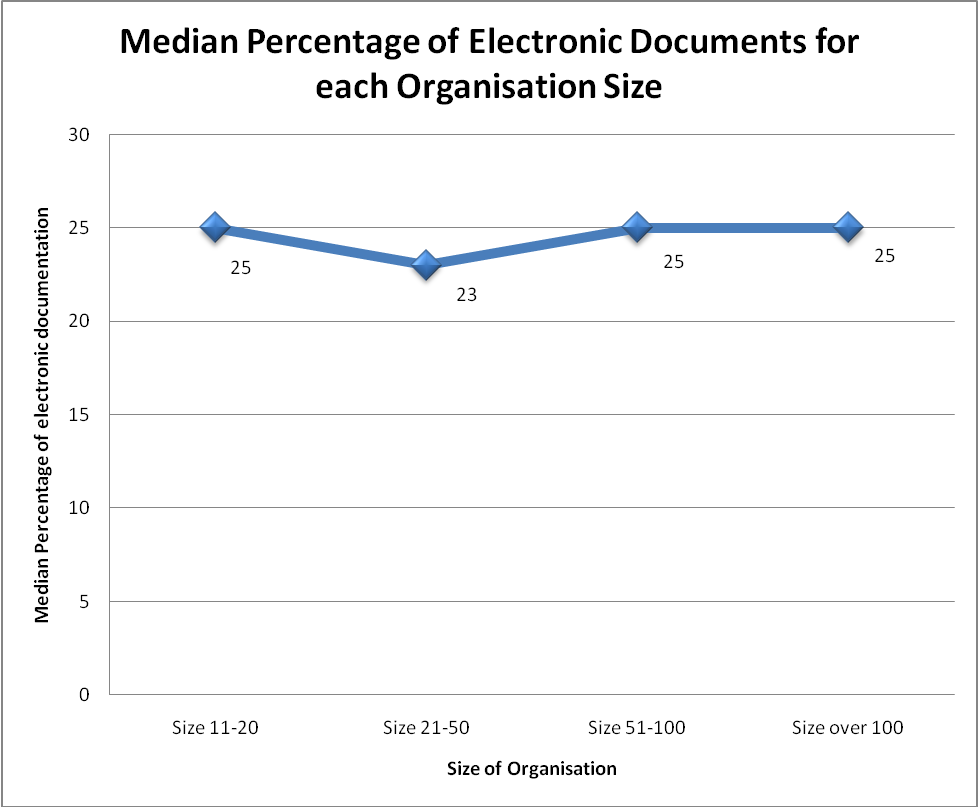 Median Percentage of Electronic Documents for
each Organisation Size
Median Percentage of electronic documentation
30
25
20
15
10
5
0
25
23
25
25
Size 11-20
Size 21-50
Size 51-100
Size over 100
Size of Organisation